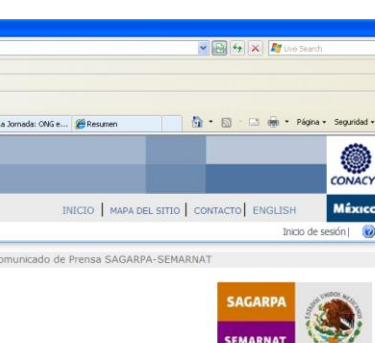 Live Search
a Jornada: ONG e... Resumen Página Seguridad
CONACY
INICIO | MAPA DEL SITIO | CONTACTO | ENGLISH México
Inicio de sesión |
omunicado de Prensa SAGARPA-SEMARNAT
SAGARPA
SEMARNAT